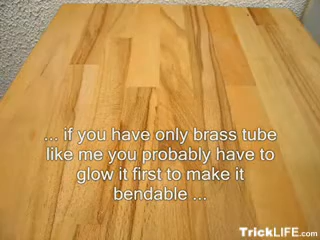 ... if you have only brass tube
like me you probably have to
glow it first to make it
bendable ...
TrickLIFE.com